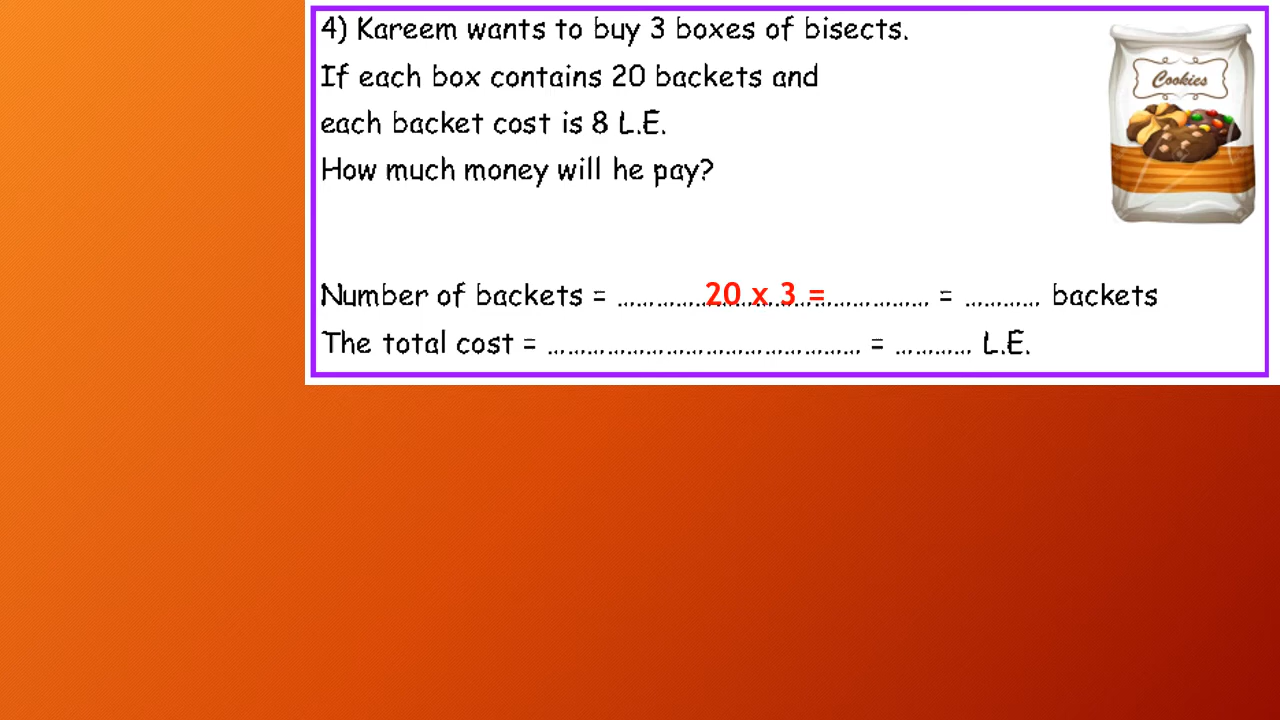 4) Kareem wants to buy 3 boxes of bisects.
If each box contains 20 backets and
each backet cost is 8 L.E.
How much money will he pay?
Cookies
Number of backets = ........20 x 3 =........ = ........... backets
The total cost = ........................................ = ........... L.E.